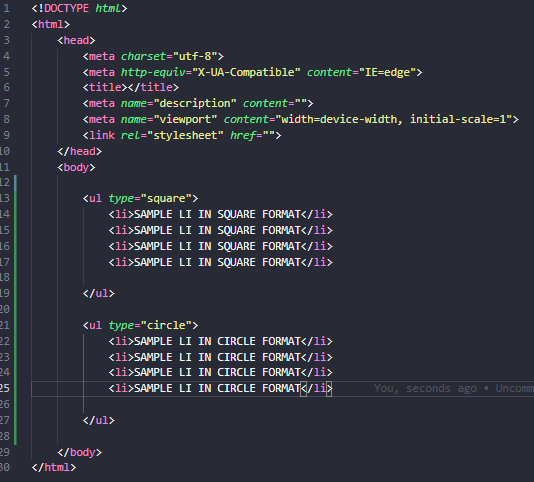 1 <!DOCTYPE html>
2 <html>
3     <head>
4         <meta charset="utf-8">
5         <meta http-equiv="X-UA-Compatible" content="IE=edge">
6         <title></title>
7         <meta name="description" content="">
8         <meta name="viewport" content="width=device-width, initial-scale=1">
9         <link rel="stylesheet" href="">
10     </head>
11     <body>
12
13         <ul type="square">
14             <li>SAMPLE LI IN SQUARE FORMAT</li>
15             <li>SAMPLE LI IN SQUARE FORMAT</li>
16             <li>SAMPLE LI IN SQUARE FORMAT</li>
17             <li>SAMPLE LI IN SQUARE FORMAT</li>
18
19         </ul>
20
21         <ul type="circle">
22             <li>SAMPLE LI IN CIRCLE FORMAT</li>
23             <li>SAMPLE LI IN CIRCLE FORMAT</li>
24             <li>SAMPLE LI IN CIRCLE FORMAT</li>
25             <li>SAMPLE LI IN CIRCLE FORMAT</li>     You, seconds ago • Uncomm
26
27         </ul>
28
29     </body>
30 </html>